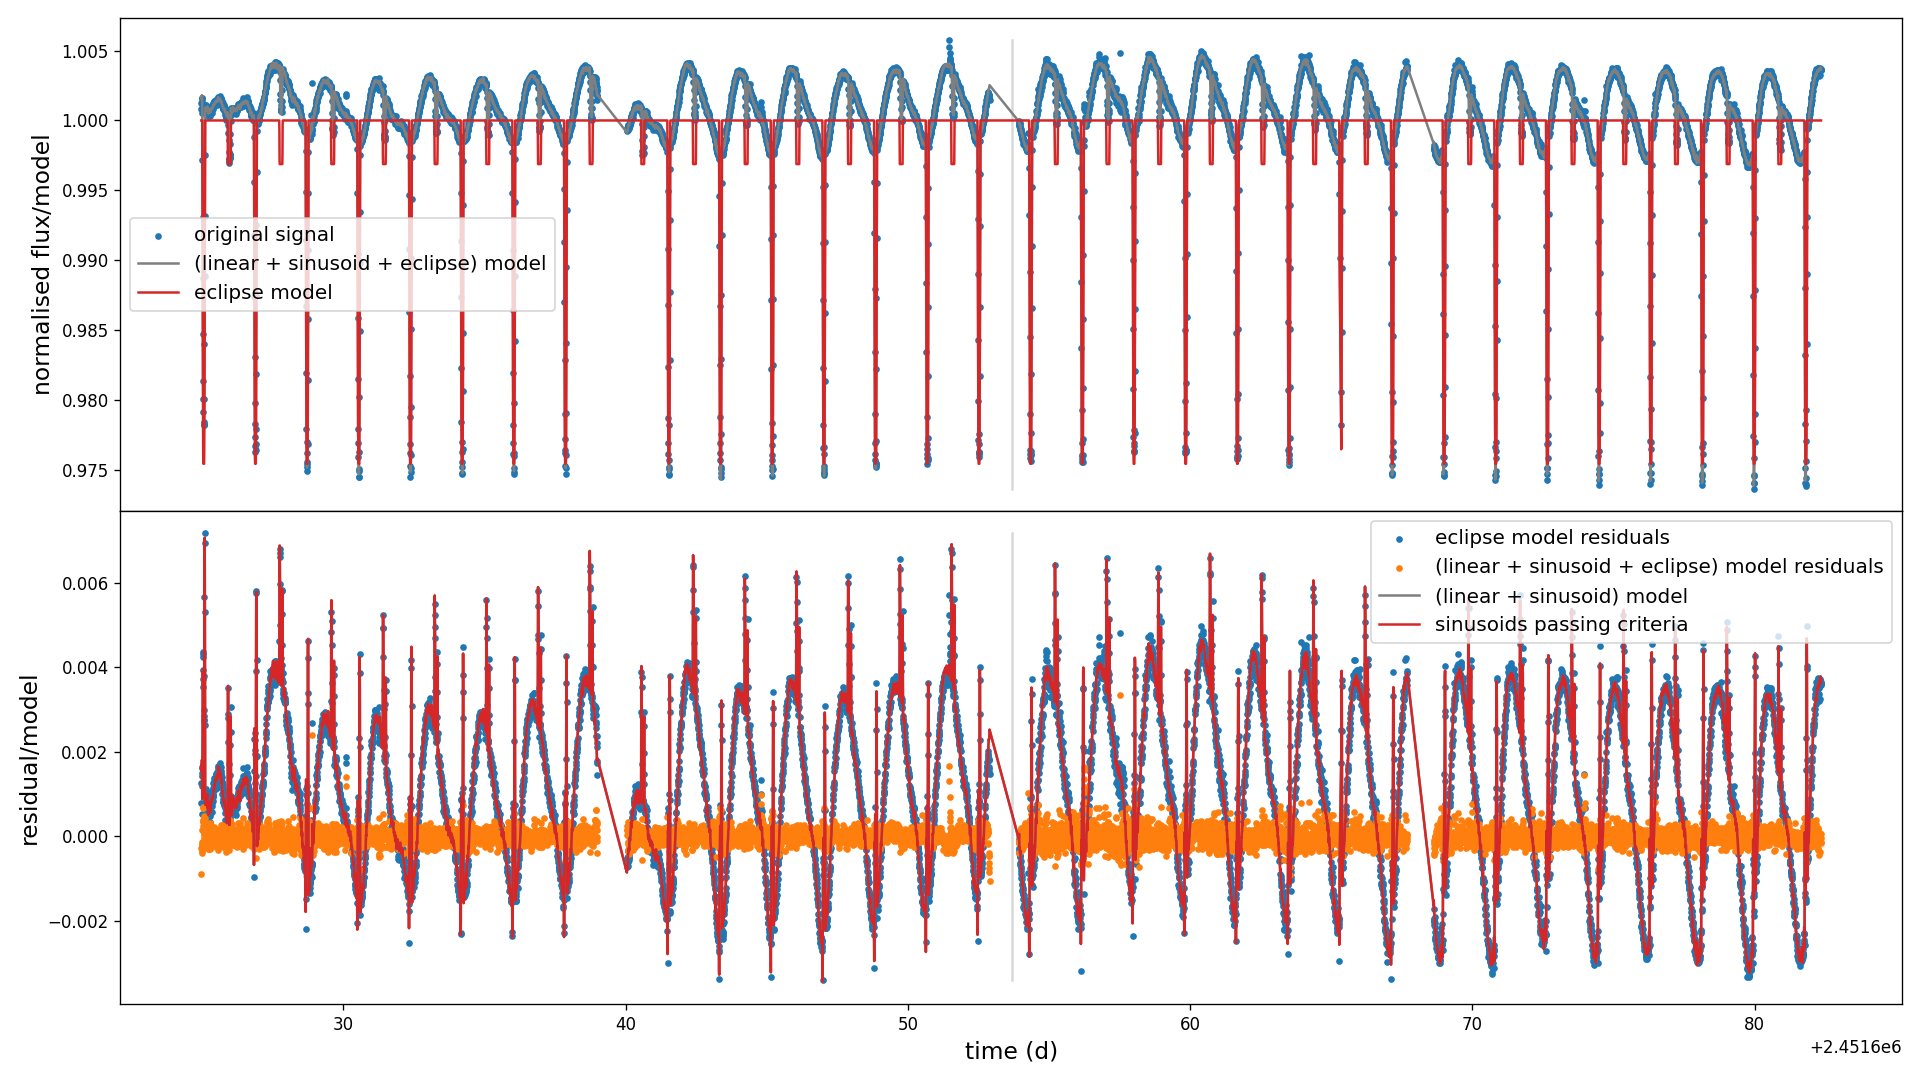 1.005
1.000
0.995
0.990
0.985
0.980
0.975
normalised flux/model
original signal
(linear + sinusoid + eclipse) model
eclipse model
0.006
0.004
0.002
0.000
−0.002
residual/model
eclipse model residuals
(linear + sinusoid + eclipse) model residuals
(linear + sinusoid) model
sinusoids passing criteria
30 40 50 60 70 80
time (d)
+2.4516e6